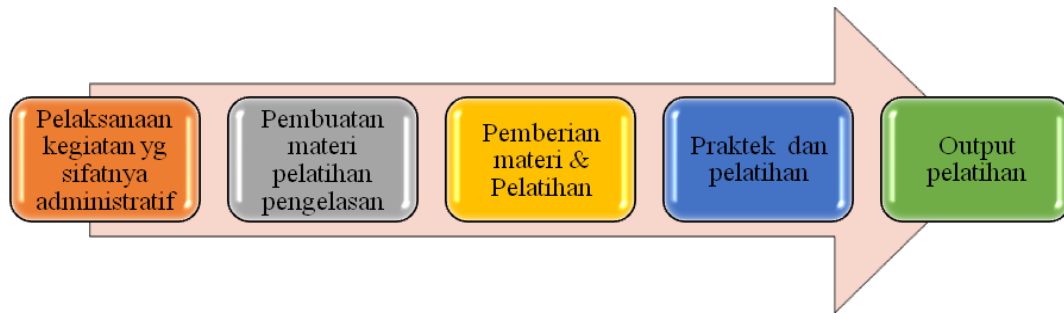 Pelaksanaan
kegiatan yg
sifatnya
administratif
Pembuatan
materi
pelatihan
pengelasan
Pemberian
materi &
Pelatihan
Praktek dan
pelatihan
Output
pelatihan